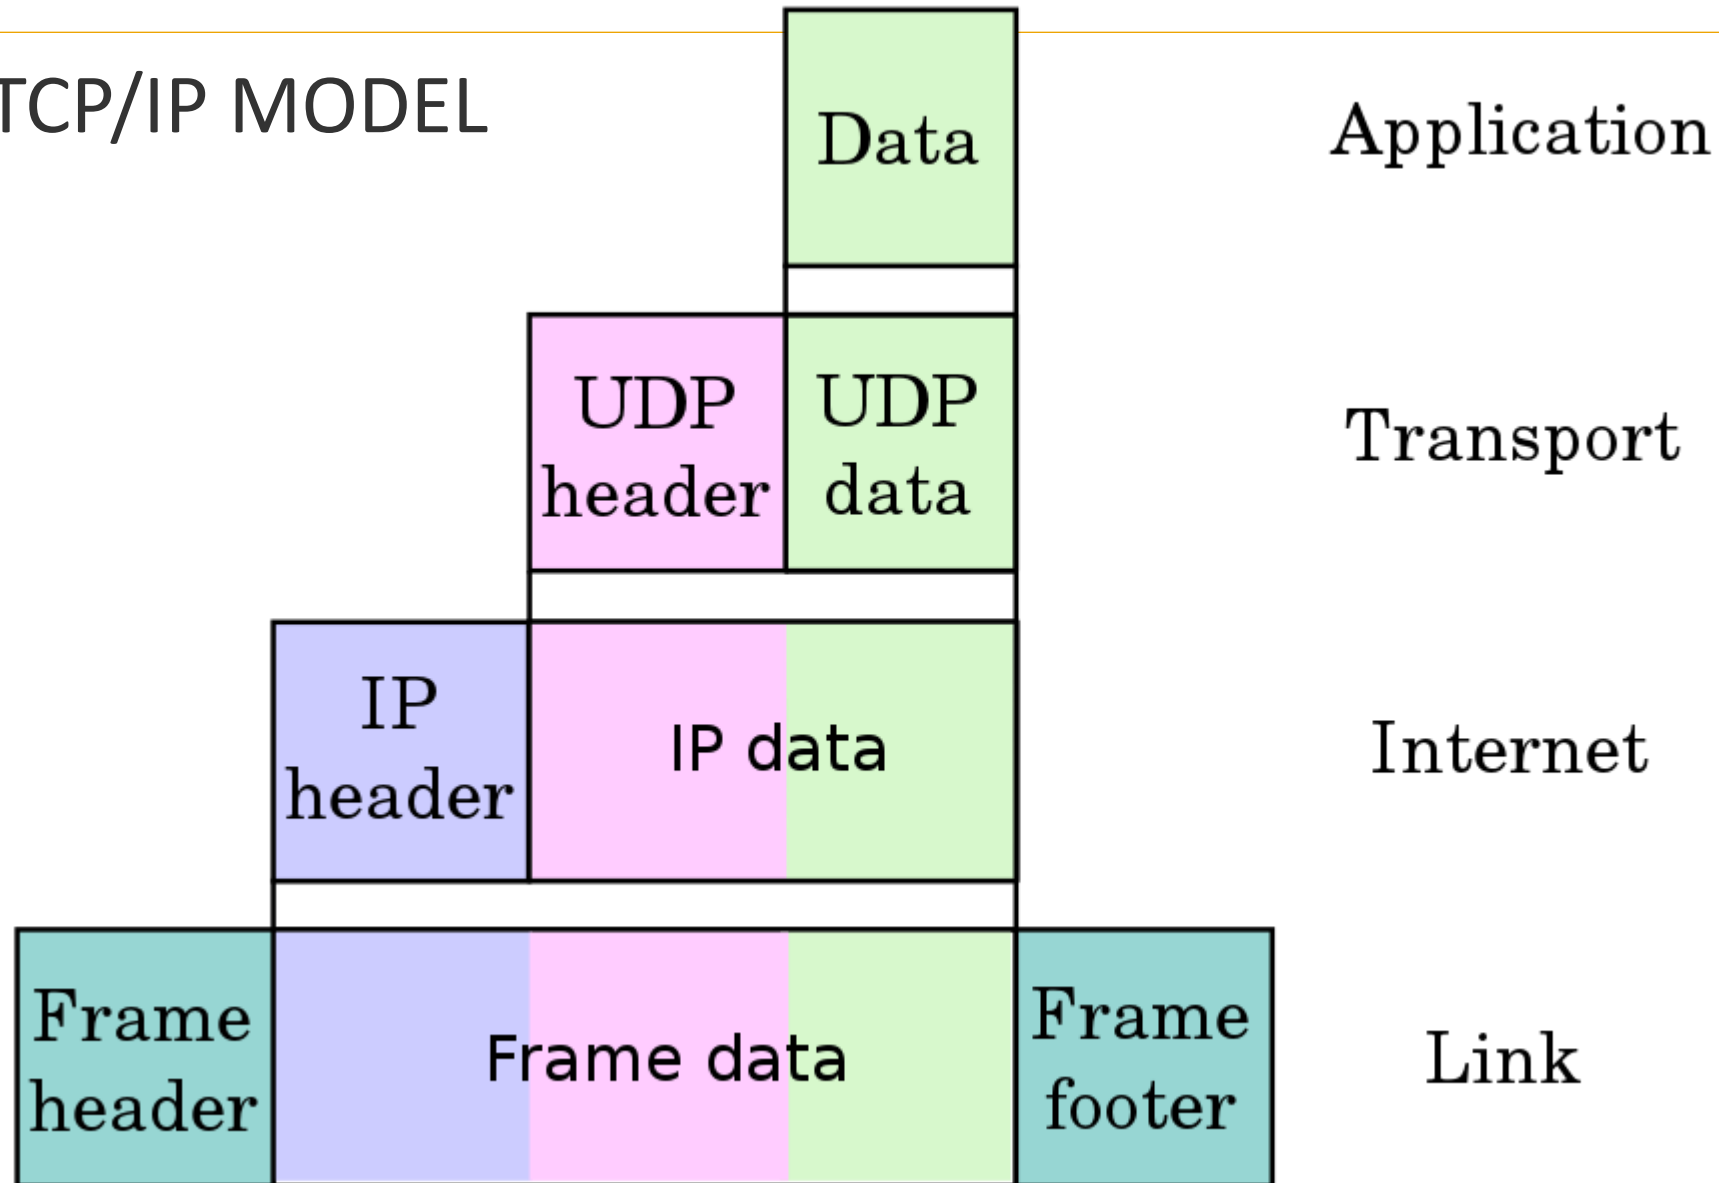 TCP/IP MODEL
Data
Application
UDP
header
UDP
data
Transport
IP
header
IP data
Internet
Frame
header
Frame data
Frame
footer
Link